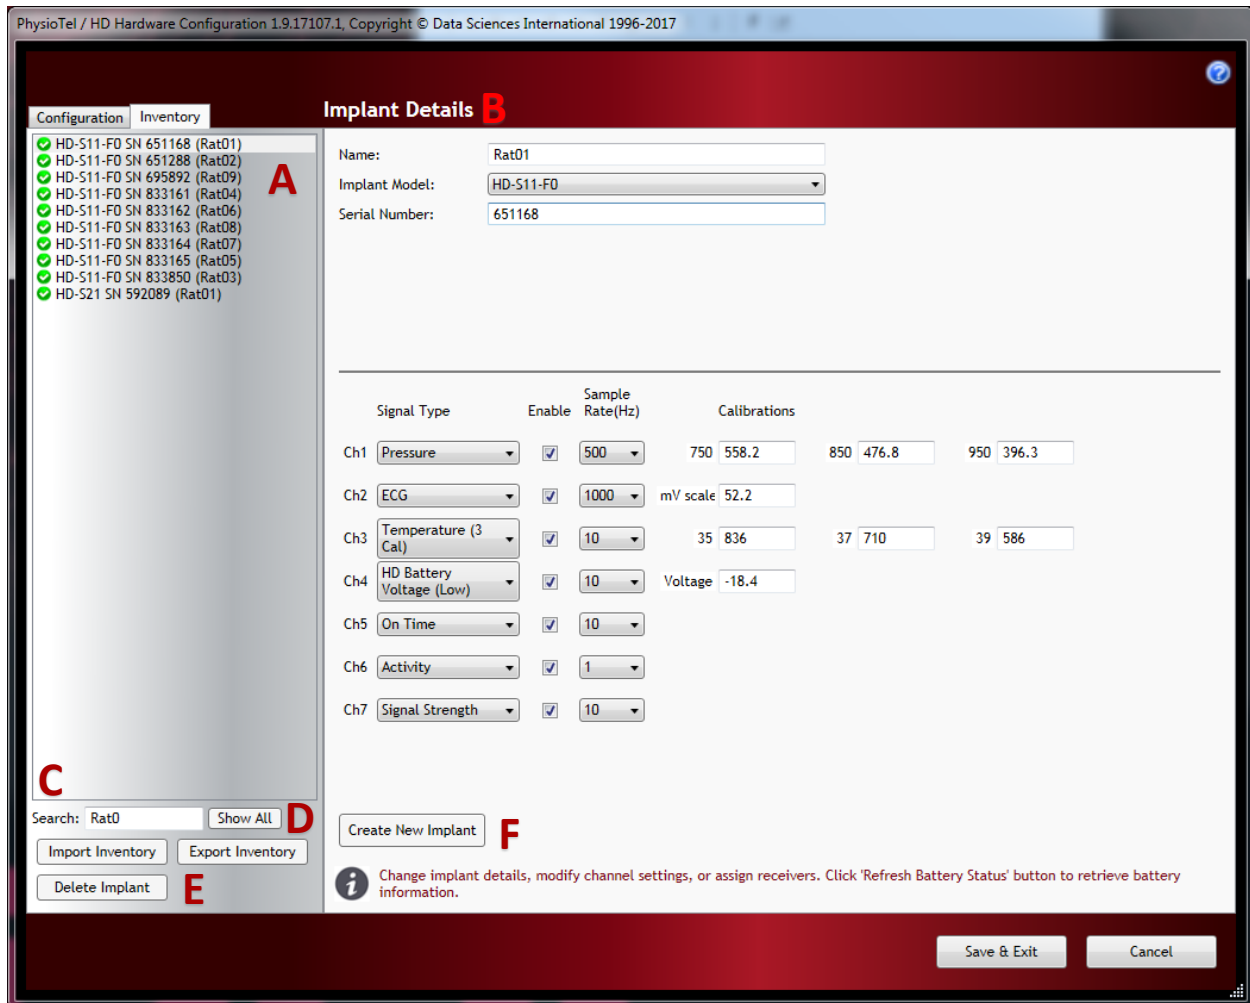 PhysioTel / HD Hardware Configuration 1.9.17107.1, Copyright © Data Sciences International 1996-2017
Configuration Inventory
Implant Details B
HD-S11-F0 SN 651168 (Rat01)
HD-S11-F0 SN 651288 (Rat02)
HD-S11-F0 SN 695892 (Rat09)
HD-S11-F0 SN 833161 (Rat04)
HD-S11-F0 SN 833162 (Rat06)
HD-S11-F0 SN 833163 (Rat08)
HD-S11-F0 SN 833164 (Rat07)
HD-S11-F0 SN 833165 (Rat05)
HD-S11-F0 SN 833850 (Rat03)
HD-S21 SN 592089 (Rat01)
A
C
Search: Rat0 Show All D
Import Inventory Export Inventory
Delete Implant E
Name: Rat01
Implant Model: HD-S11-F0
Serial Number: 651168
Signal Type Enable Sample Rate(Hz) Calibrations
Ch1 Pressure 500 750 558.2 850 476.8 950 396.3
Ch2 ECG 1000 mV scale 52.2
Ch3 Temperature (3 Cal) 10 35 836 37 710 39 586
Ch4 HD Battery Voltage (Low) 10 Voltage -18.4
Ch5 On Time 10
Ch6 Activity 1
Ch7 Signal Strength 10
Create New Implant F
Change implant details, modify channel settings, or assign receivers. Click 'Refresh Battery Status' button to retrieve battery
information.
Save & Exit Cancel